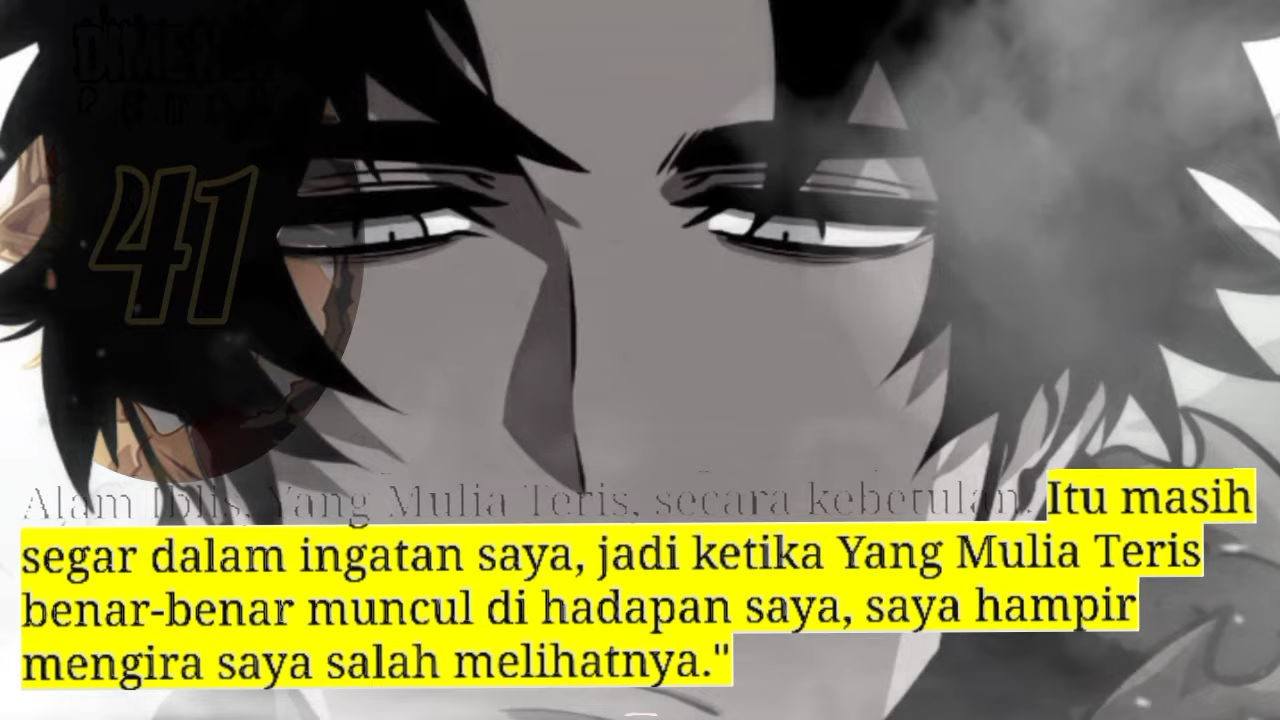 41
Alam Iblis, Yang Mulia Teris, secara kebetulan. Itu masih
segar dalam ingatan saya, jadi ketika Yang Mulia Teris
benar-benar muncul di hadapan saya, saya hampir
mengira saya salah melihatnya."